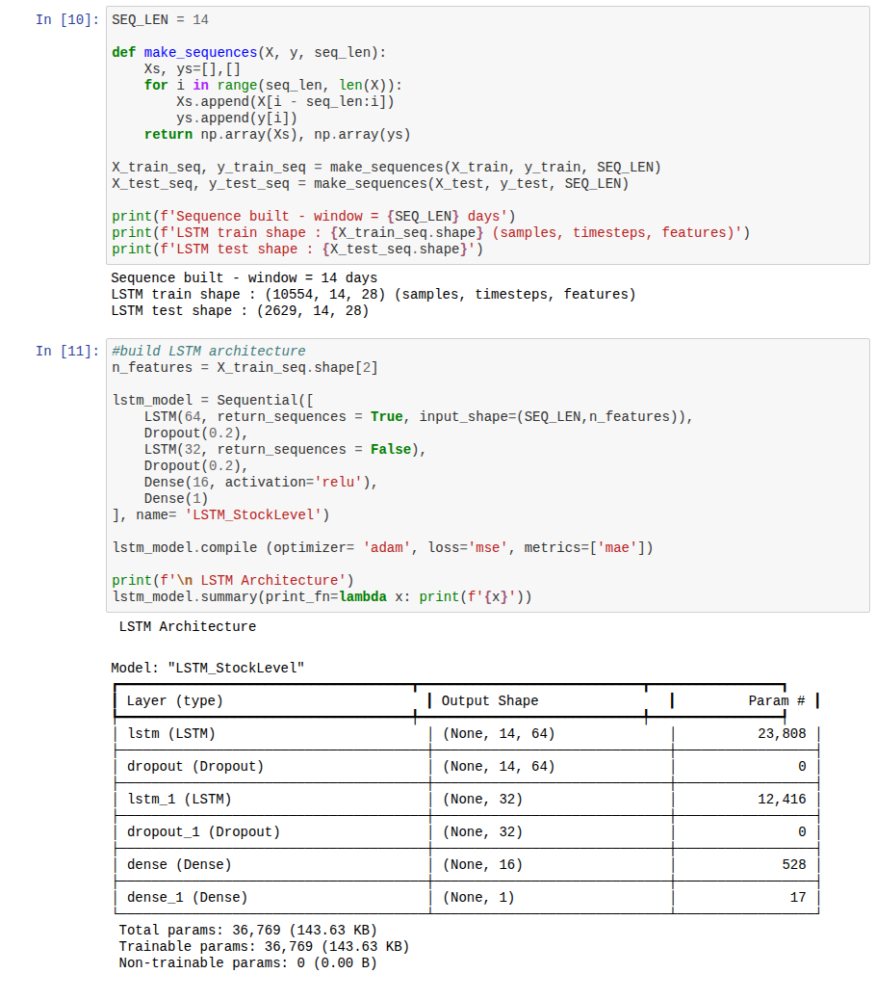 In [10]: SEQ_LEN = 14
def make_sequences(X, y, seq_len):
    Xs, ys=[],[]
    for i in range(seq_len, len(X)):
        Xs.append(X[i - seq_len:i])
        ys.append(y[i])
    return np.array(Xs), np.array(ys)
X_train_seq, y_train_seq = make_sequences(X_train, y_train, SEQ_LEN)
X_test_seq, y_test_seq = make_sequences(X_test, y_test, SEQ_LEN)
print(f'Sequence built - window = {SEQ_LEN} days')
print(f'LSTM train shape : {X_train_seq.shape} (samples, timesteps, features)')
print(f'LSTM test shape : {X_test_seq.shape}')
Sequence built - window = 14 days
LSTM train shape : (10554, 14, 28) (samples, timesteps, features)
LSTM test shape : (2629, 14, 28)
In [11]: #build LSTM architecture
n_features = X_train_seq.shape[2]
lstm_model = Sequential([
    LSTM(64, return_sequences = True, input_shape=(SEQ_LEN,n_features)),
    Dropout(0.2),
    LSTM(32, return_sequences = False),
    Dropout(0.2),
    Dense(16, activation='relu'),
    Dense(1)
], name= 'LSTM_StockLevel')
lstm_model.compile (optimizer= 'adam', loss='mse', metrics=['mae'])
print(f'\n LSTM Architecture')
lstm_model.summary(print_fn=lambda x: print(f'{x}'))
LSTM Architecture
Model: "LSTM_StockLevel"
Layer (type) Output Shape Param #
lstm (LSTM) (None, 14, 64) 23,808
dropout (Dropout) (None, 14, 64) 0
lstm_1 (LSTM) (None, 32) 12,416
dropout_1 (Dropout) (None, 32) 0
dense (Dense) (None, 16) 528
dense_1 (Dense) (None, 1) 17
Total params: 36,769 (143.63 KB)
Trainable params: 36,769 (143.63 KB)
Non-trainable params: 0 (0.00 B)